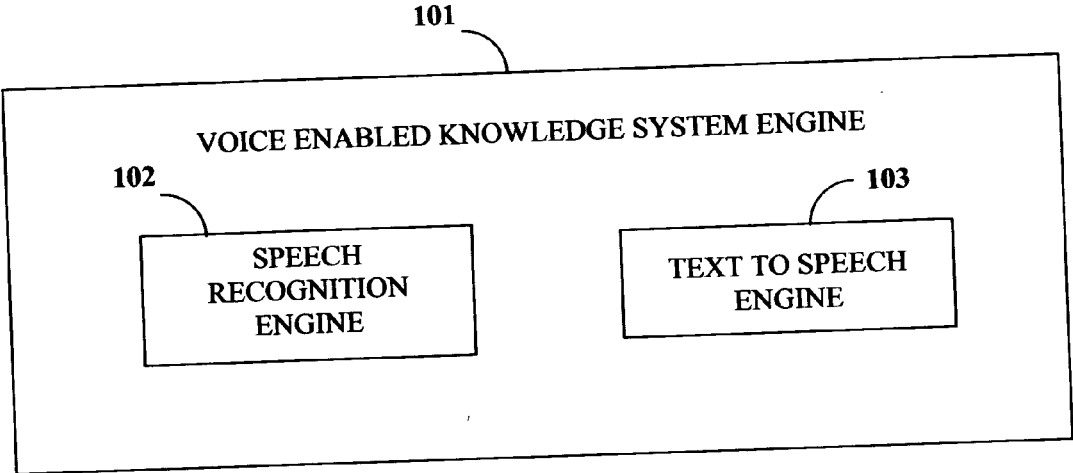 101
VOICE ENABLED KNOWLEDGE SYSTEM ENGINE
102
103
SPEECH
RECOGNITION
ENGINE
TEXT TO SPEECH
ENGINE